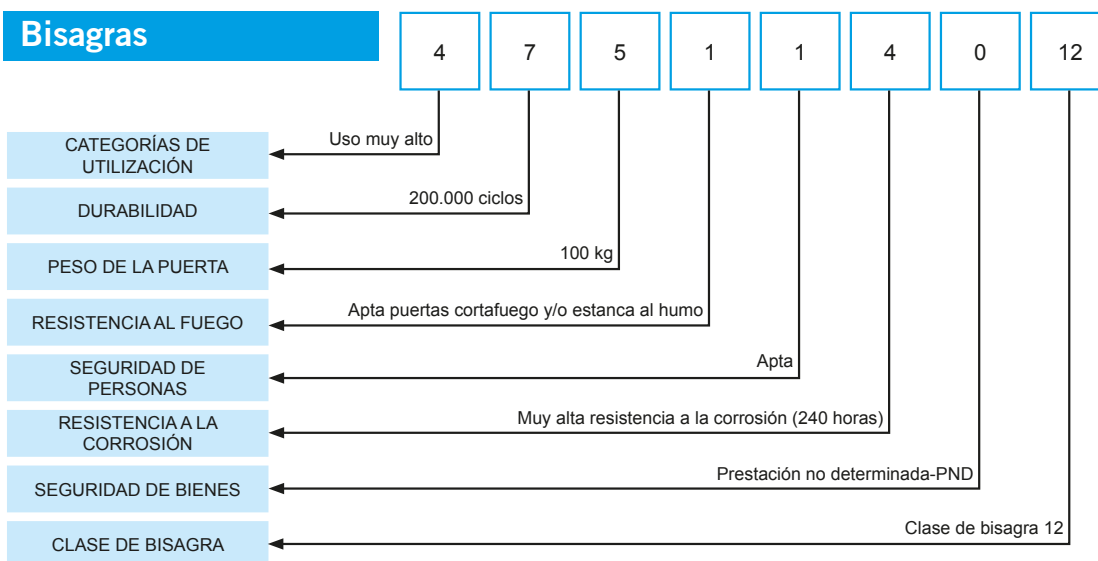 Bisagras
4 7 5 1 1 4 0 12
Uso muy alto
CATEGORÍAS DE
UTILIZACIÓN
200.000 ciclos
DURABILIDAD
100 kg
PESO DE LA PUERTA
Apta puertas cortafuego y/o estanca al humo
RESISTENCIA AL FUEGO
Apta
SEGURIDAD DE
PERSONAS
Muy alta resistencia a la corrosión (240 horas)
RESISTENCIA A LA
CORROSIÓN
Prestación no determinada-PND
SEGURIDAD DE BIENES
Clase de bisagra 12
CLASE DE BISAGRA